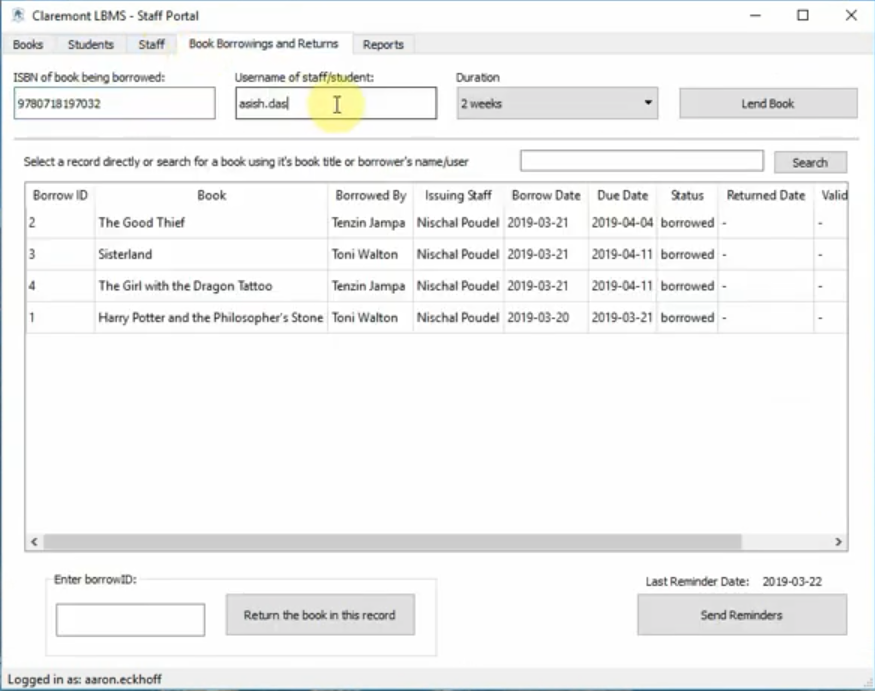 Claremont LBMS - Staff Portal
Books Students Staff Book Borrowings and Returns Reports
ISBN of book being borrowed: Username of staff/student: Duration
9780718197032 asish.das 2 weeks Lend Book
Select a record directly or search for a book using it's book title or borrower's name/user Search
Borrow ID Book Borrowed By Issuing Staff Borrow Date Due Date Status Returned Date Valid
2 The Good Thief Tenzin Jampa Nischal Poudel 2019-03-21 2019-04-04 borrowed - -
3 Sisterland Toni Walton Nischal Poudel 2019-03-21 2019-04-11 borrowed - -
4 The Girl with the Dragon Tattoo Tenzin Jampa Nischal Poudel 2019-03-21 2019-04-11 borrowed - -
1 Harry Potter and the Philosopher's Stone Toni Walton Nischal Poudel 2019-03-20 2019-03-21 borrowed - -
Enter borrowID: Last Reminder Date: 2019-03-22
Return the book in this record Send Reminders
Logged in as: aaron.eckhoff